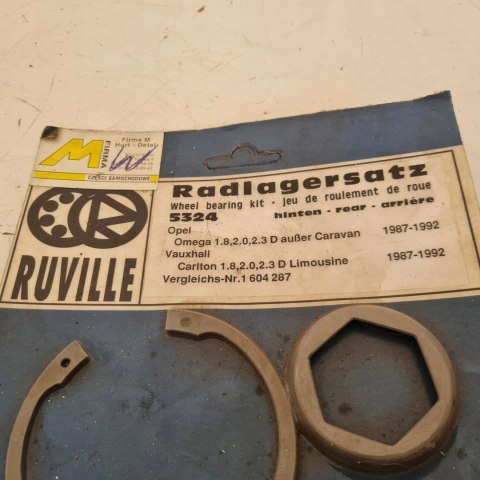 FIRMA
M
Firma M
Hurt - Detal
CZĘŚCI SAMOCHODOWE
RUVILLE
Radlagersatz
Wheel bearing kit · jeu de roulement de roue
5324 hinten - rear - arrière
Opel
Omega 1.8,2.0,2.3 D außer Caravan 1987-1992
Vauxhall
Carlton 1.8,2.0,2.3 D Limousine 1987-1992
Vergleichs-Nr.1 604 287